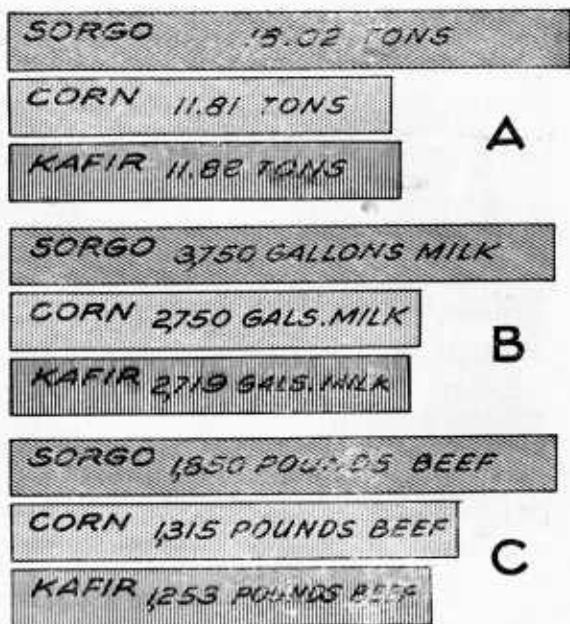 SORGO 18.02 TONS
CORN 11.81 TONS
KAFIR 11.82 TONS
A
SORGO 3,750 GALLONS MILK
CORN 2,750 GALS. MILK
KAFIR 2,719 GALS. MILK
B
SORGO 1,850 POUNDS BEEF
CORN 1,315 POUNDS BEEF
KAFIR 1,253 POUNDS BEEF
C